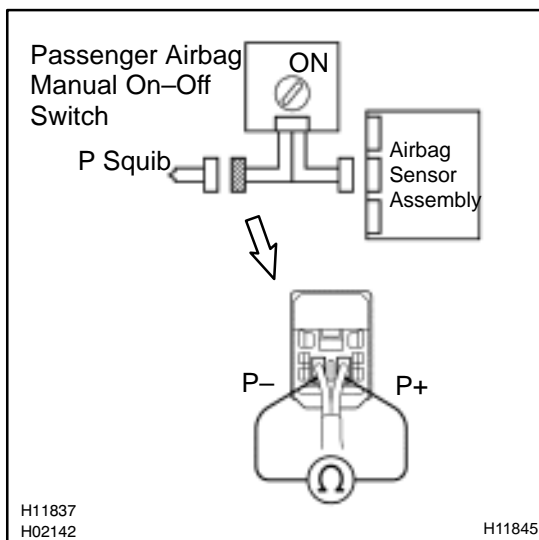 Passenger Airbag
Manual On–Off
Switch
ON
P Squib
Airbag
Sensor
Assembly
P–
P+
Ω
H11837
H02142
H11845